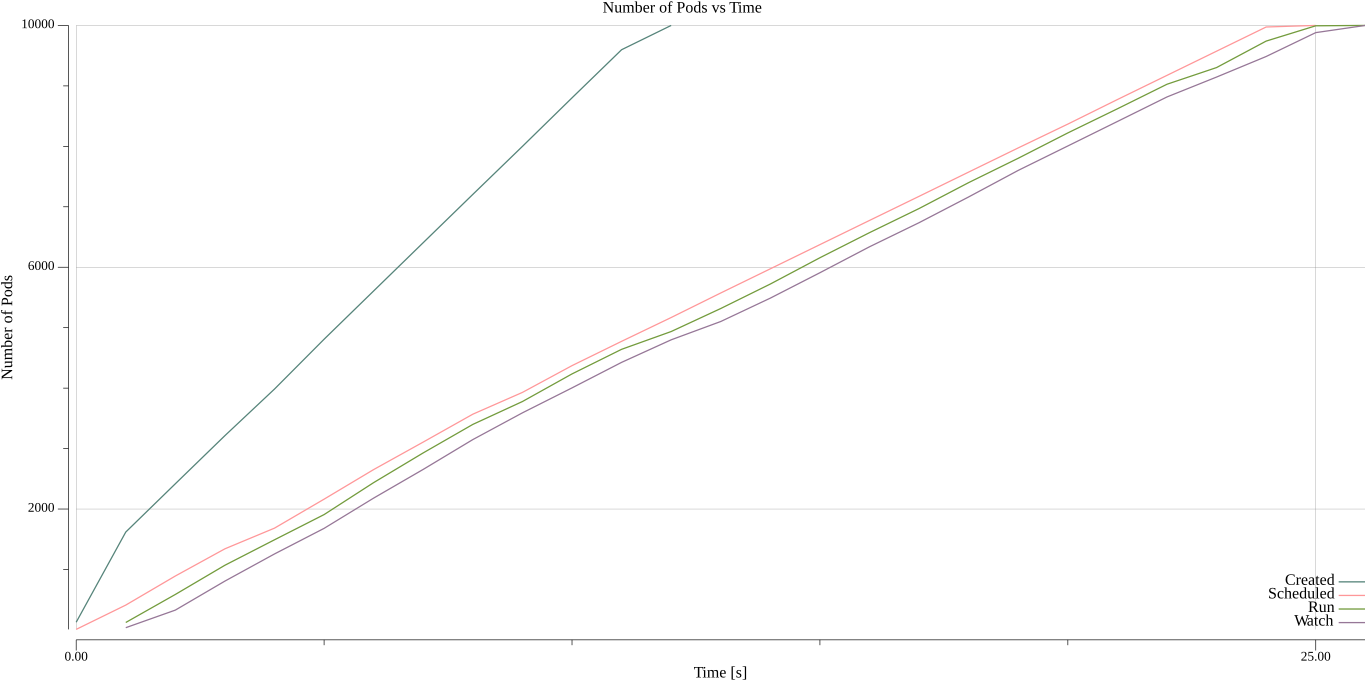 Number of Pods vs Time
10000
6000
2000
Number of Pods
0.00
25.00
Time [s]
Created
Scheduled
Run
Watch